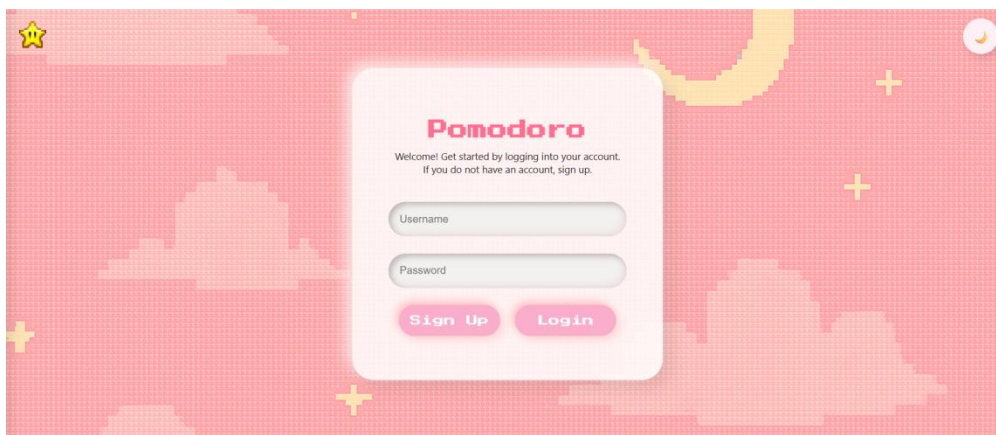 Pomodoro
Welcome! Get started by logging into your account.
If you do not have an account, sign up.
Username
Password
Sign Up
Login